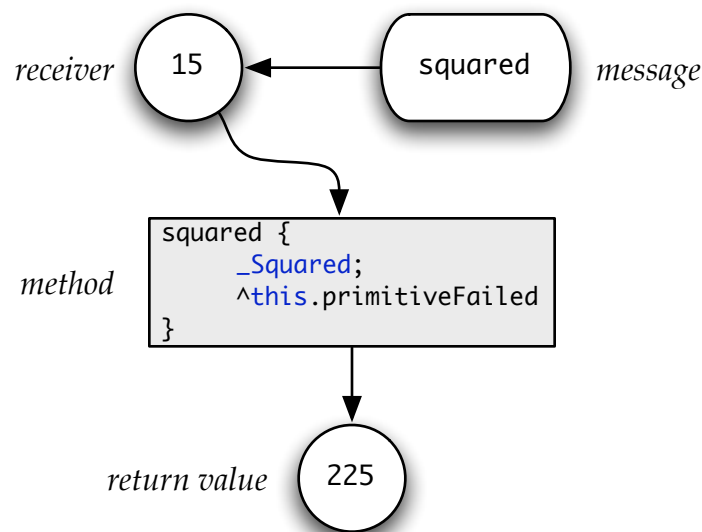 receiver 15 squared message
squared {
_Squared;
method
^this.primitiveFailed
}
return value 225